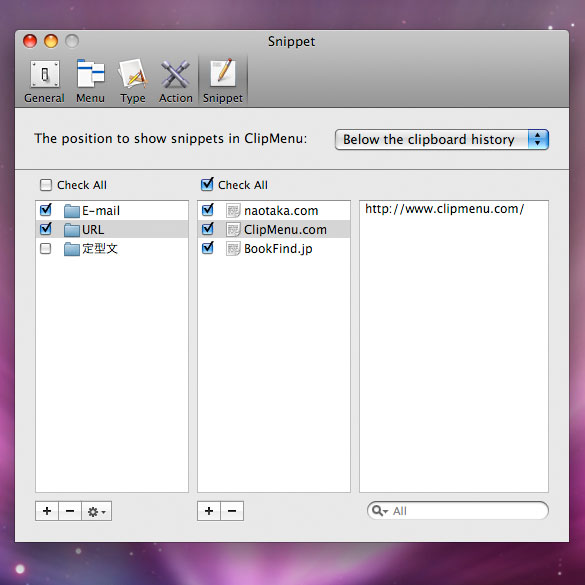 Snippet
General Menu Type Action Snippet
The position to show snippets in ClipMenu: Below the clipboard history
Check All
E-mail
URL
定型文
Check All
naotaka.com
ClipMenu.com
BookFind.jp
http://www.clipmenu.com/
All